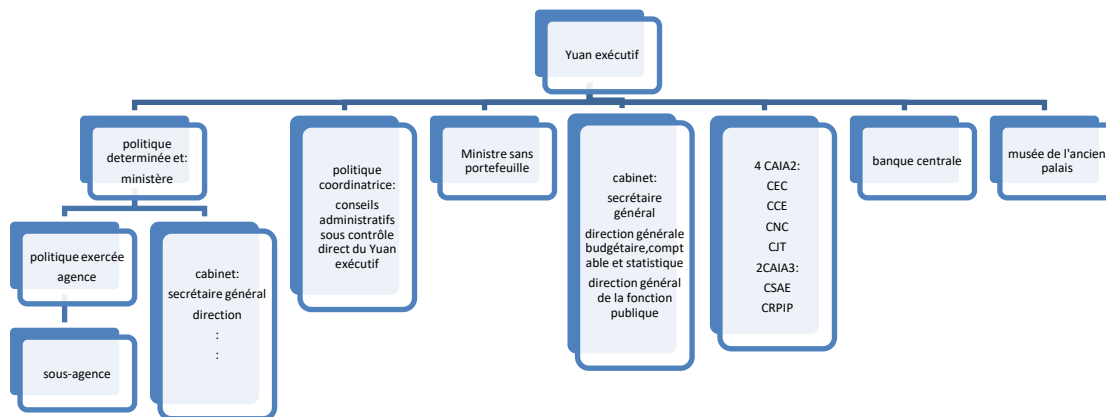 Yuan exécutif
politique
determinée et:
ministère
politique
coordinatrice:
conseils
administratifs
sous contrôle
direct du Yuan
exécutif
Ministre sans
portefeuille
cabinet:
secrétaire
général
direction générale
budgétaire,compt
able et statistique
direction général
de la fonction
publique
4 CAIA2:
CEC
CCE
CNC
CJT
2CAIA3:
CSAE
CRPIP
banque centrale
musée de l'ancien
palais
politique exercée
agence
cabinet:
secrétaire général
direction
:
:
sous-agence